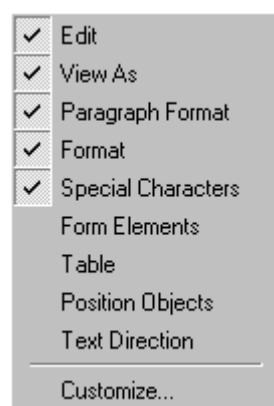 Edit
View As
Paragraph Format
Format
Special Characters
Form Elements
Table
Position Objects
Text Direction
Customize...